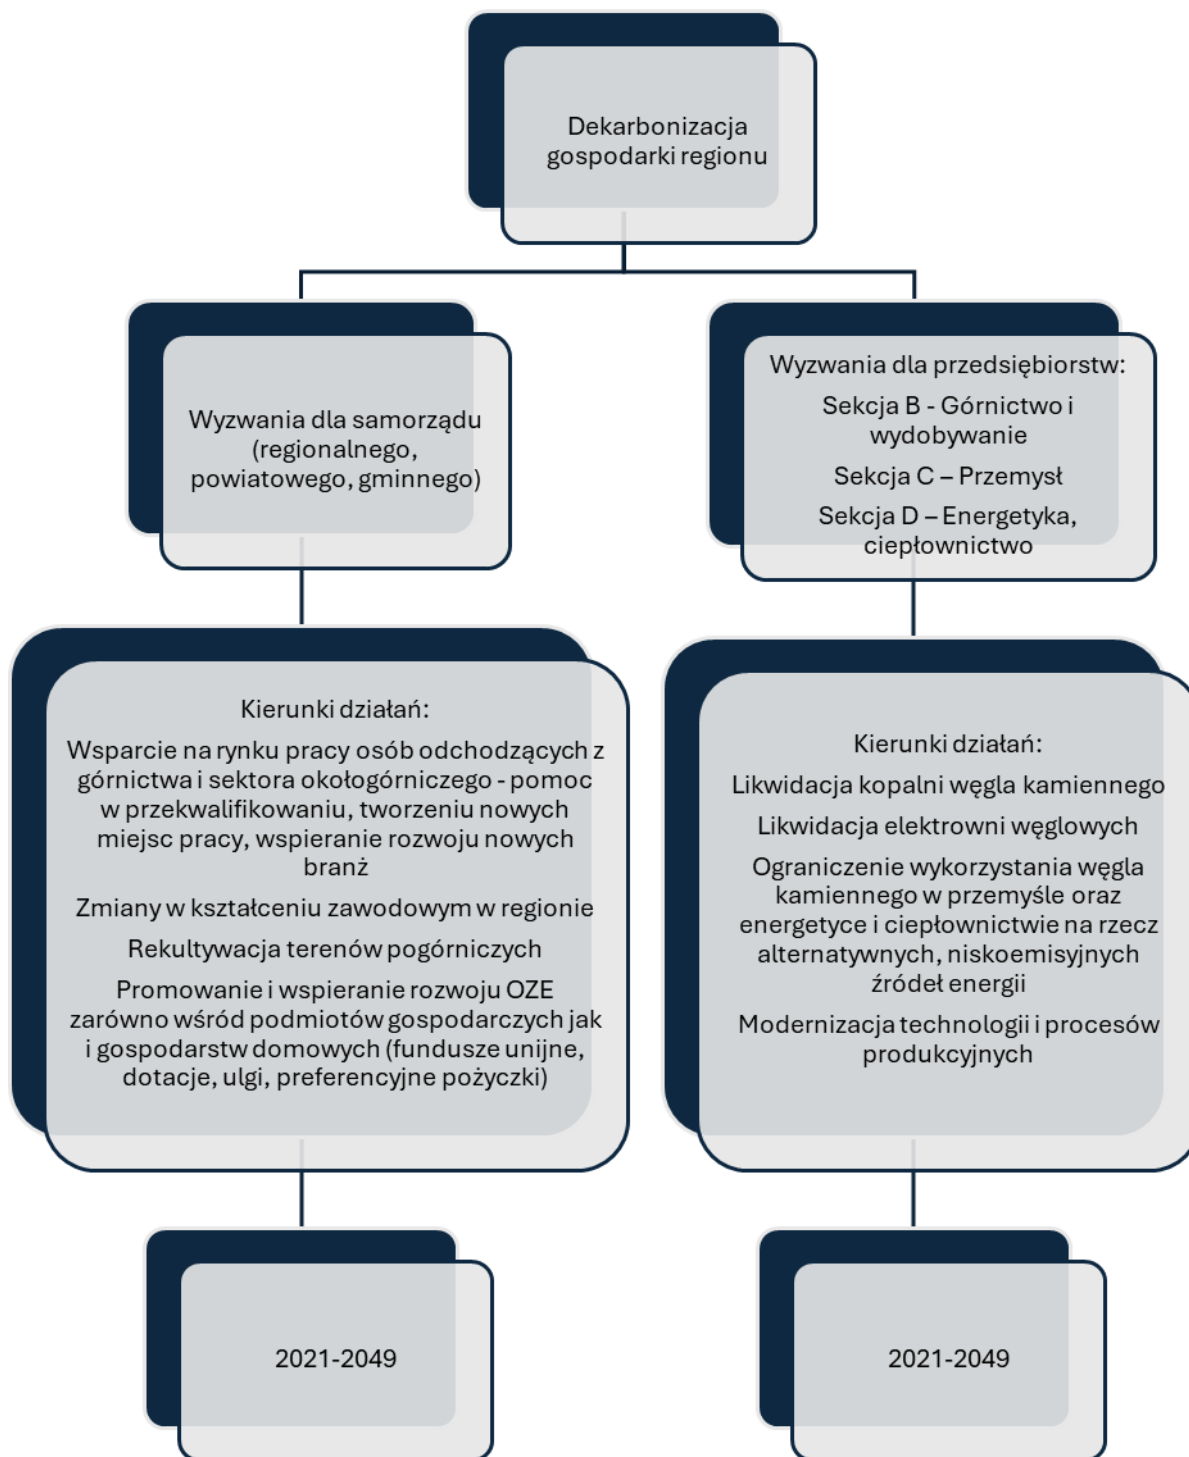 Dekarbonizacja
gospodarki regionu
Wyzwania dla samorządu
(regionalnego,
powiatowego, gminnego)
Wyzwania dla przedsiębiorstw:
Sekcja B - Górnictwo i
wydobywanie
Sekcja C – Przemysł
Sekcja D – Energetyka,
ciepłownictwo
Kierunki działań:
Wsparcie na rynku pracy osób odchodzących z
górnictwa i sektora okołogórniczego - pomoc
w przekwalifikowaniu, tworzeniu nowych
miejsc pracy, wspieranie rozwoju nowych
branż
Zmiany w kształceniu zawodowym w regionie
Rekultywacja terenów pogórniczych
Promowanie i wspieranie rozwoju OZE
zarówno wśród podmiotów gospodarczych jak
i gospodarstw domowych (fundusze unijne,
dotacje, ulgi, preferencyjne pożyczki)
Kierunki działań:
Likwidacja kopalni węgla kamiennego
Likwidacja elektrowni węglowych
Ograniczenie wykorzystania węgla
kamiennego w przemyśle oraz
energetyce i ciepłownictwie na rzecz
alternatywnych, niskoemisyjnych
źródeł energii
Modernizacja technologii i procesów
produkcyjnych
2021-2049
2021-2049